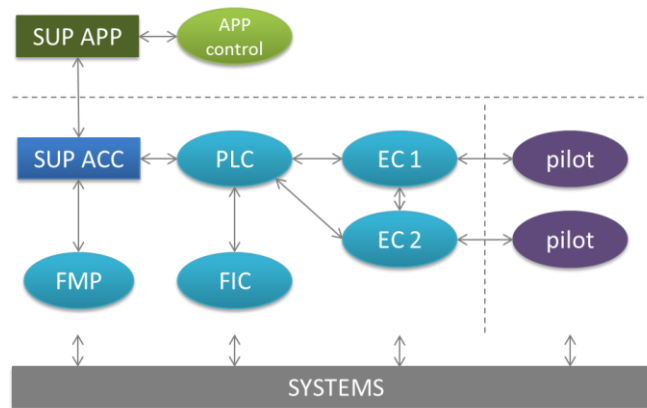 SUP APP
APP
control
SUP ACC
PLC
EC 1
pilot
EC 2
pilot
FMP
FIC
SYSTEMS